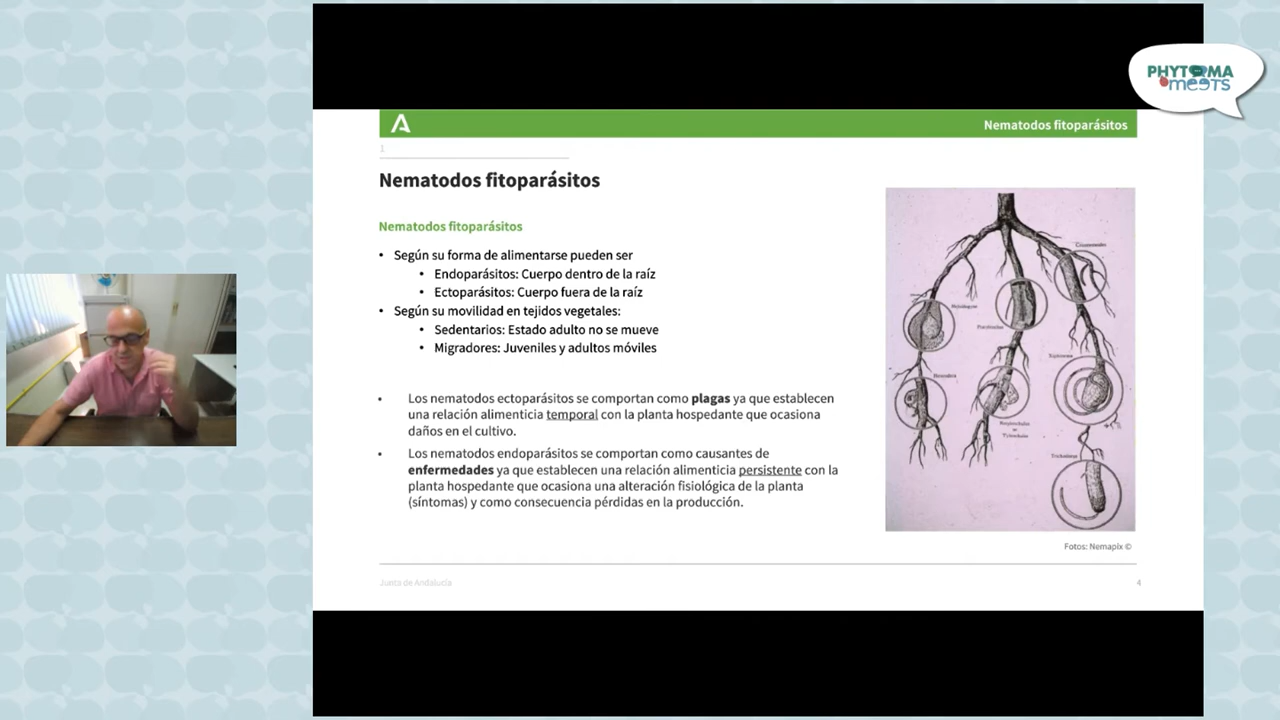 PHYTOMA
meets
Nematodos fitoparásitos
1
Nematodos fitoparásitos
Nematodos fitoparásitos
• Según su forma de alimentarse pueden ser
• Endoparásitos: Cuerpo dentro de la raíz
• Ectoparásitos: Cuerpo fuera de la raíz
• Según su movilidad en tejidos vegetales:
• Sedentarios: Estado adulto no se mueve
• Migradores: Juveniles y adultos móviles
• Los nematodos ectoparásitos se comportan como plagas ya que establecen
una relación alimenticia temporal con la planta hospedante que ocasiona
daños en el cultivo.
• Los nematodos endoparásitos se comportan como causantes de
enfermedades ya que establecen una relación alimenticia persistente con la
planta hospedante que ocasiona una alteración fisiológica de la planta
(síntomas) y como consecuencia pérdidas en la producción.
Fotos: Nemapix ©
Junta de Andalucía
4